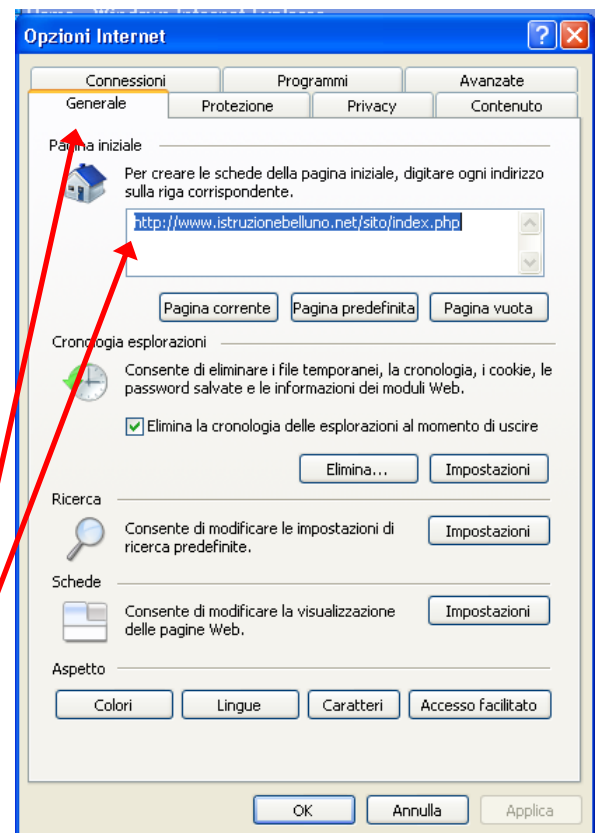 Opzioni Internet
Connessioni Programmi Avanzate
Generale Protezione Privacy Contenuto
Pagina iniziale
Per creare le schede della pagina iniziale, digitare ogni indirizzo
sulla riga corrispondente.
http://www.istruzionebelluno.net/sito/index.php
Pagina corrente Pagina predefinita Pagina vuota
Cronologia esplorazioni
Consente di eliminare i file temporanei, la cronologia, i cookie, le
password salvate e le informazioni dei moduli Web.
Elimina la cronologia delle esplorazioni al momento di uscire
Elimina... Impostazioni
Ricerca
Consente di modificare le impostazioni di
ricerca predefinite.
Impostazioni
Schede
Consente di modificare la visualizzazione
delle pagine Web.
Impostazioni
Aspetto
Colori Lingue Caratteri Accesso facilitato
OK Annulla Applica